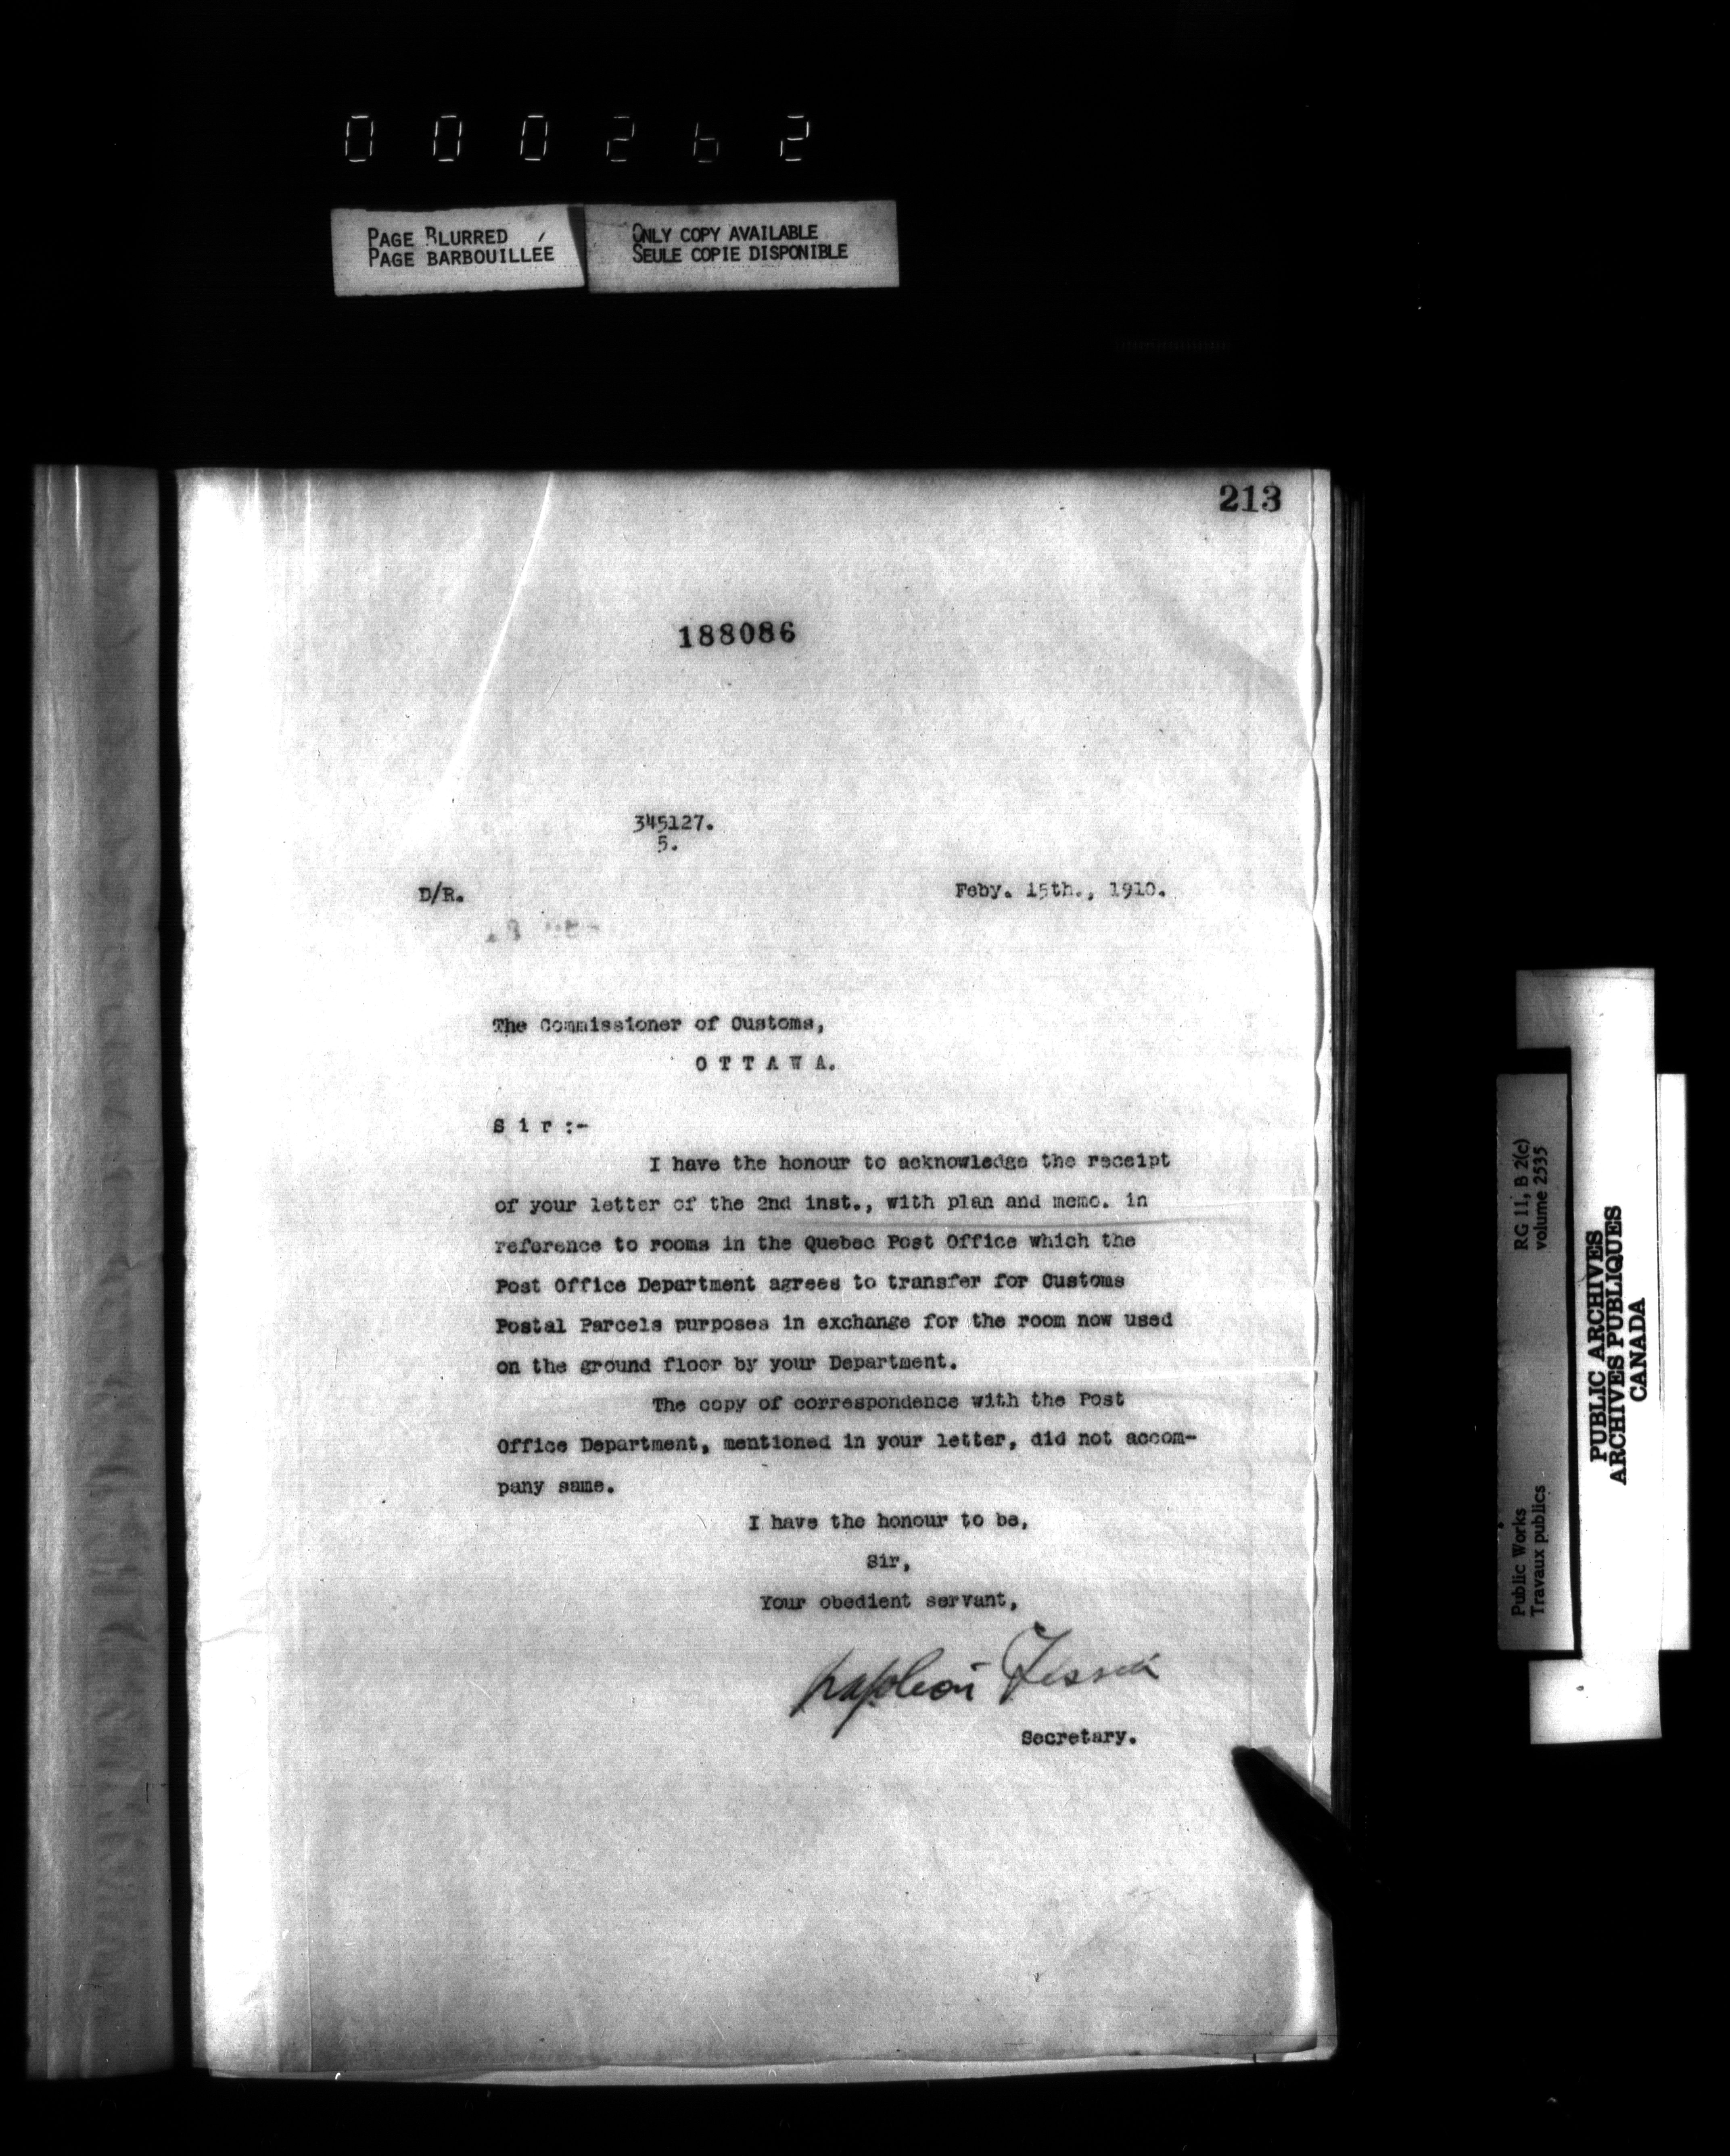 000262
PAGE BLURRED
PAGE BARBOUILLÉE
ONLY COPY AVAILABLE
SEULE COPIE DISPONIBLE
213
188086
345127.
5.
D/R.
Feby. 15th., 1910.
The Commissioner of Customs,
O T T A W A.
S i r :-
I have the honour to acknowledge the receipt
of your letter of the 2nd inst., with plan and memo. in
reference to rooms in the Quebec Post Office which the
Post Office Department agrees to transfer for Customs
Postal Parcels purposes in exchange for the room now used
on the ground floor by your Department.
The copy of correspondence with the Post
Office Department, mentioned in your letter, did not accom-
pany same.
I have the honour to be,
Sir,
Your obedient servant,
Napoleon
Secretary.
RG 11, B 2(c)
volume 2535
Public Works
Travaux publics
PUBLIC ARCHIVES
ARCHIVES PUBLIQUES
CANADA